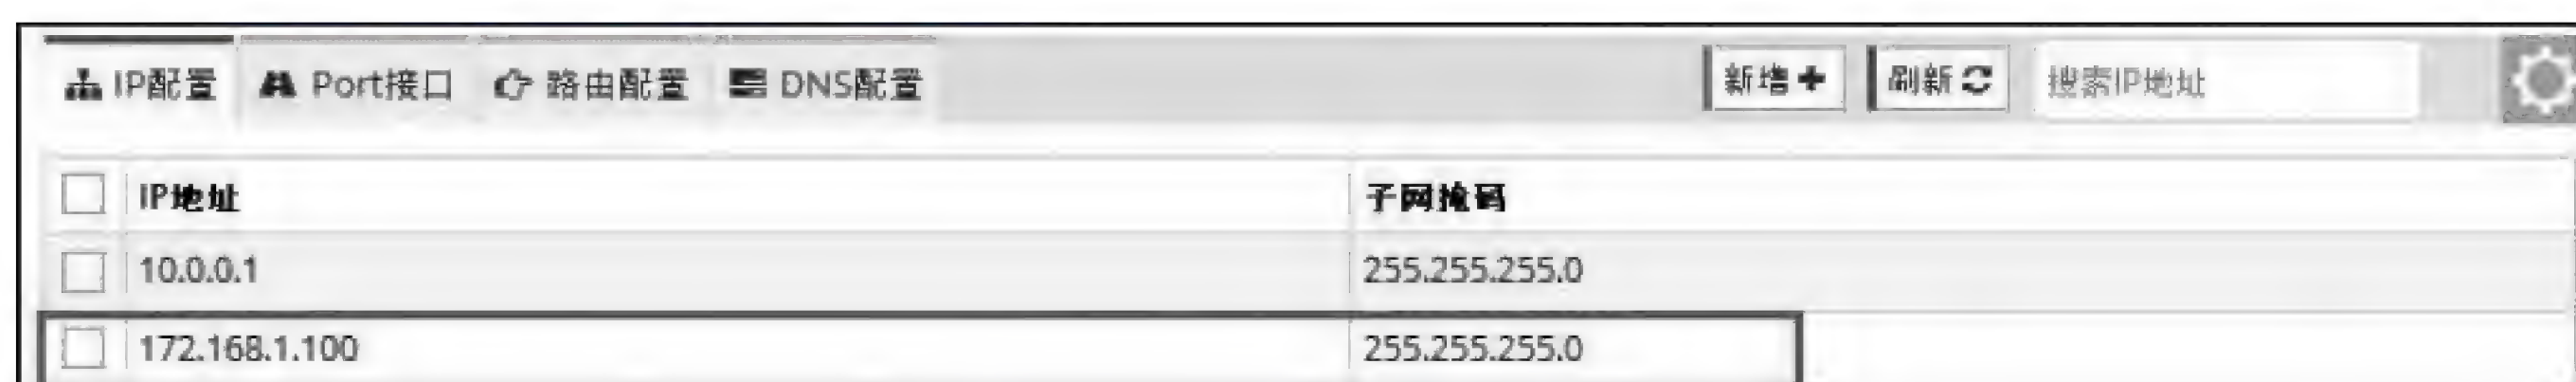 IP配置 Port接口 路由配置 DNS配置 新增 刷新 搜索IP地址
IP地址 子网掩码
10.0.0.1 255.255.255.0
172.168.1.100 255.255.255.0